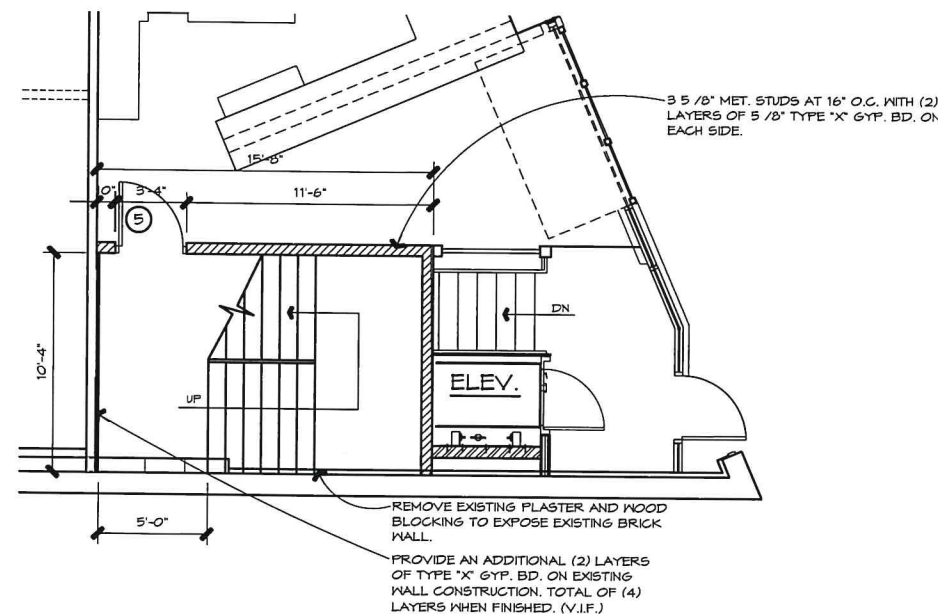 3 5 /8" MET. STUDS AT 16" O.C. WITH (2)
LAYERS OF 5 /8" TYPE "X" GYP. BD. ON
EACH SIDE.
15'-8"
3'-4"
11'-6"
5
10'-4"
DN
ELEV.
UP
REMOVE EXISTING PLASTER AND WOOD
BLOCKING TO EXPOSE EXISTING BRICK
WALL.
5'-0"
PROVIDE AN ADDITIONAL (2) LAYERS
OF TYPE "X" GYP. BD. ON EXISTING
WALL CONSTRUCTION. TOTAL OF (4)
LAYERS WHEN FINISHED. (V.I.F.)